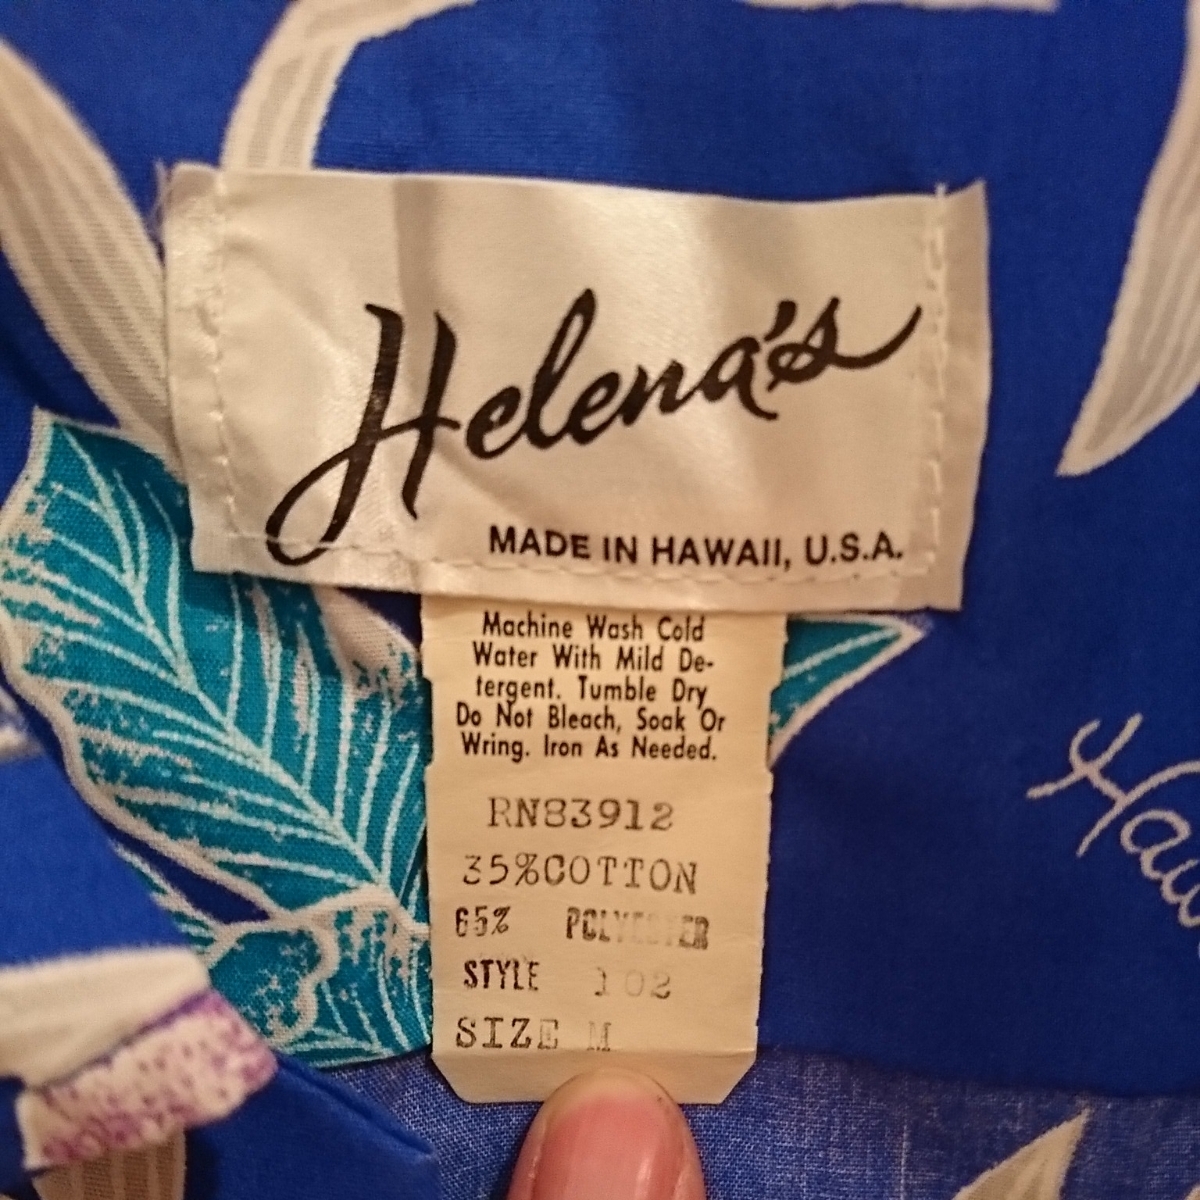 Helena's
MADE IN HAWAII, U.S.A.
Machine Wash Cold
Water With Mild De-
tergent. Tumble Dry
Do Not Bleach, Soak Or
Wring. Iron As Needed.
RN83912
35%COTTON
65% POLYESTER
STYLE 102
SIZE M